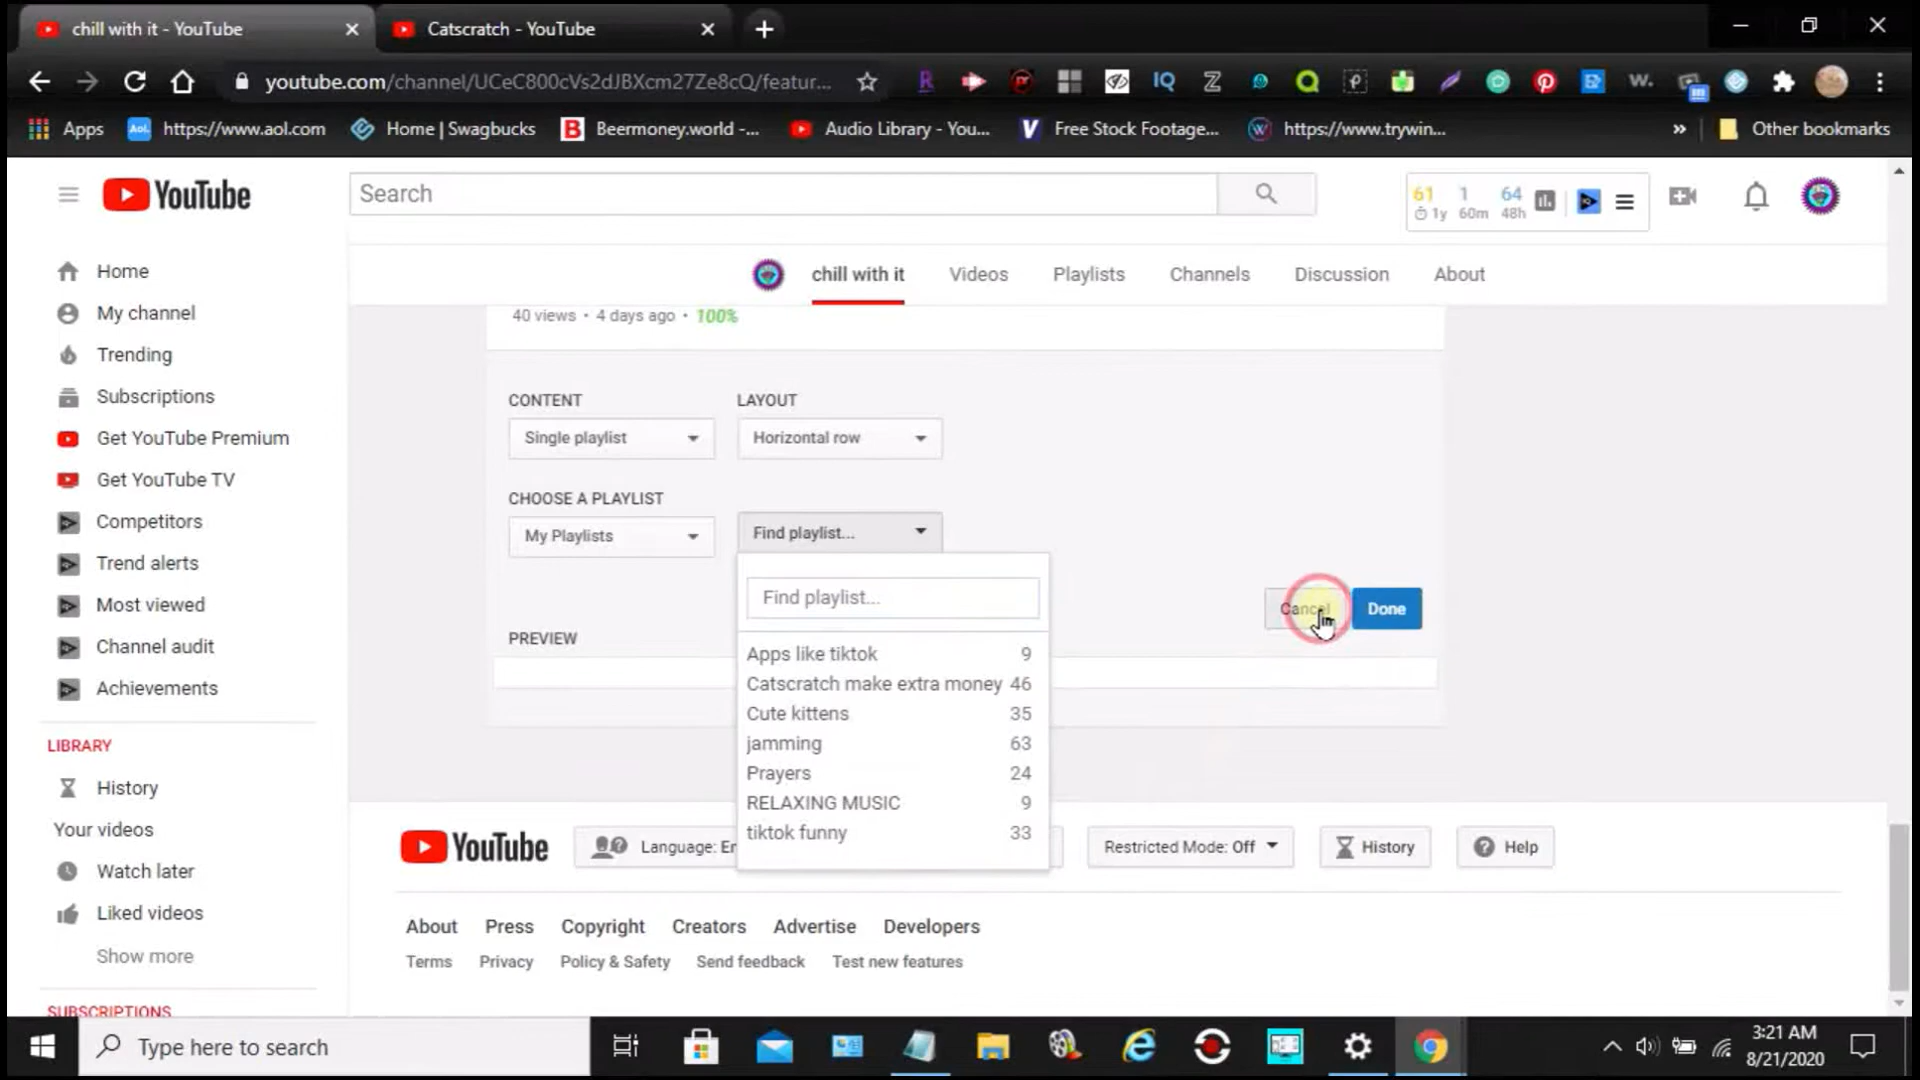 chill with it - YouTube
Catscratch - YouTube
youtube.com/channel/UCeC800cVs2dJBXcm27Ze8cQ/featur...
IQ
Z
W.
Apps
Aol.
https://www.aol.com
Home | Swagbucks
B
Beermoney.world -...
Audio Library - You...
V
Free Stock Footage...
https://www.trywin...
»
Other bookmarks
YouTube
Search
61 1 64
1y 60m 48h
Home
My channel
Trending
Subscriptions
Get YouTube Premium
Get YouTube TV
Competitors
Trend alerts
Most viewed
Channel audit
Achievements
LIBRARY
History
Your videos
Watch later
Liked videos
Show more
SUBSCRIPTIONS
chill with it
Videos
Playlists
Channels
Discussion
About
40 views • 4 days ago • 100%
CONTENT
LAYOUT
Single playlist
Horizontal row
CHOOSE A PLAYLIST
My Playlists
Find playlist...
Find playlist...
Cancel
Done
PREVIEW
Apps like tiktok 9
Catscratch make extra money 46
Cute kittens 35
jamming 63
Prayers 24
RELAXING MUSIC 9
tiktok funny 33
YouTube
Language: En
Restricted Mode: Off
History
Help
About Press Copyright Creators Advertise Developers
Terms Privacy Policy & Safety Send feedback Test new features
Type here to search
3:21 AM
8/21/2020